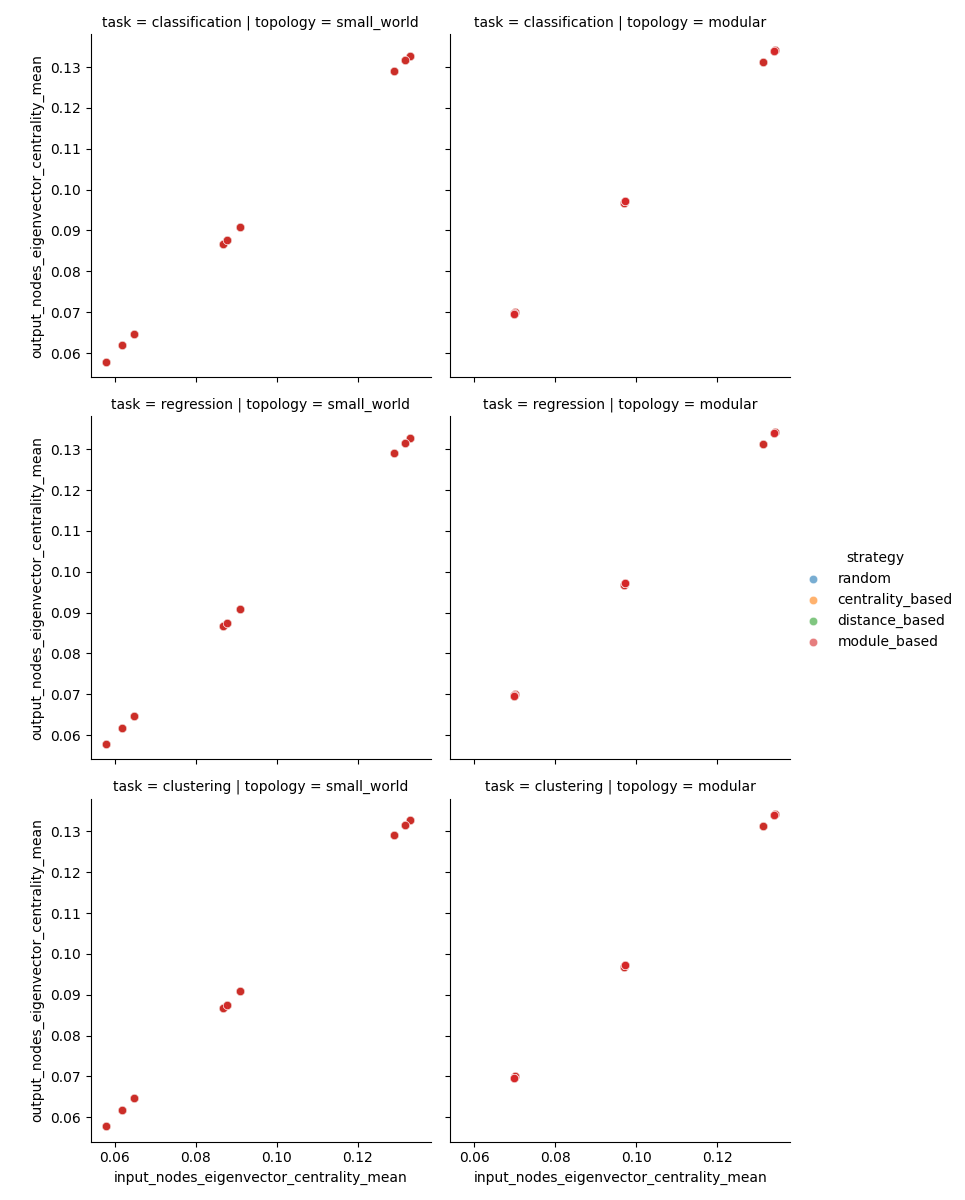 task = classification | topology = small_world
task = classification | topology = modular
output_nodes_eigenvector_centrality_mean
0.13
0.12
0.11
0.10
0.09
0.08
0.07
0.06
task = regression | topology = small_world
task = regression | topology = modular
output_nodes_eigenvector_centrality_mean
0.13
0.12
0.11
0.10
0.09
0.08
0.07
0.06
strategy
random
centrality_based
distance_based
module_based
task = clustering | topology = small_world
task = clustering | topology = modular
output_nodes_eigenvector_centrality_mean
0.13
0.12
0.11
0.10
0.09
0.08
0.07
0.06
0.06 0.08 0.10 0.12
0.06 0.08 0.10 0.12
input_nodes_eigenvector_centrality_mean
input_nodes_eigenvector_centrality_mean